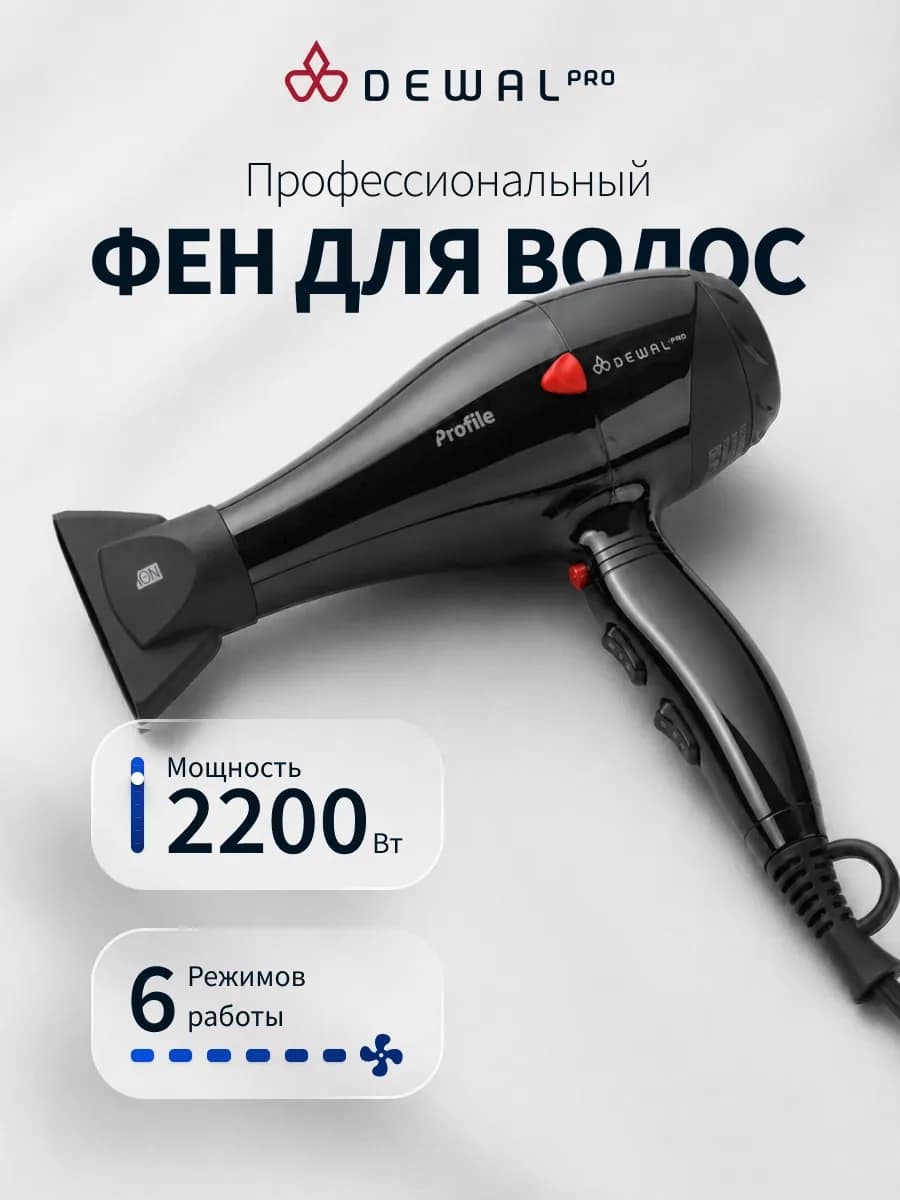 DEWAL PRO
Профессиональный
ФЕН ДЛЯ ВОЛОС
DEWAL PRO
Profile
ION
Мощность
2200 Вт
6 Режимов
работы